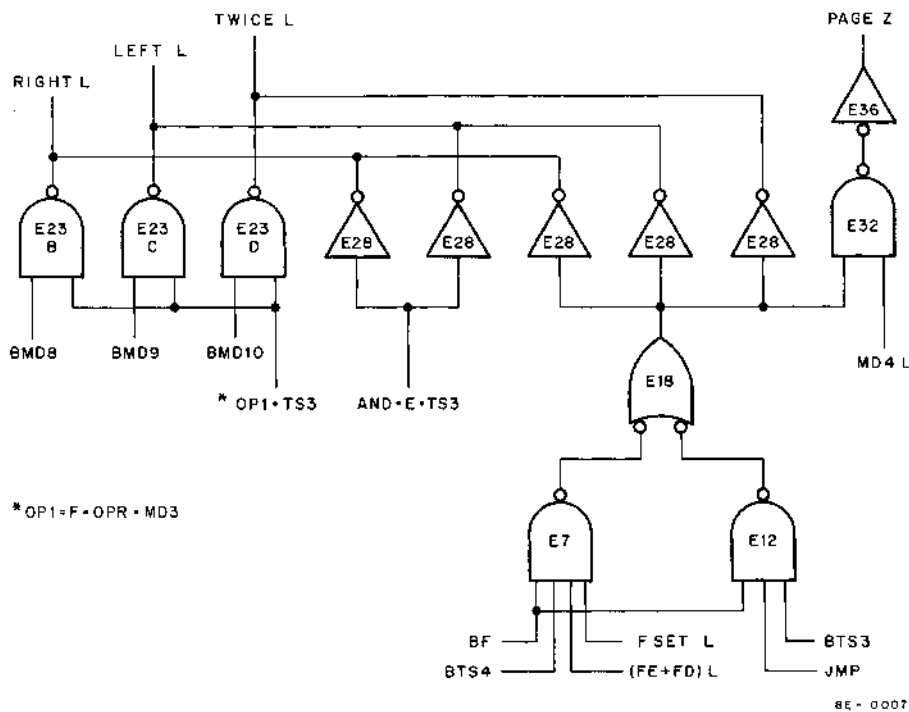 TWICE L
PAGE Z
LEFT L
RIGHT L
E36
E23
B
E23
C
E23
D
E28
E28
E28
E28
E28
E32
BMD8
BMD9
BMD10
MD4 L
* OP1•TS3
AND•E•TS3
E18
* OP1=F•OPR•MD3
E7
E12
BF
F SET L
BTS3
BTS4
(FE+FD) L
JMP
8E-0007